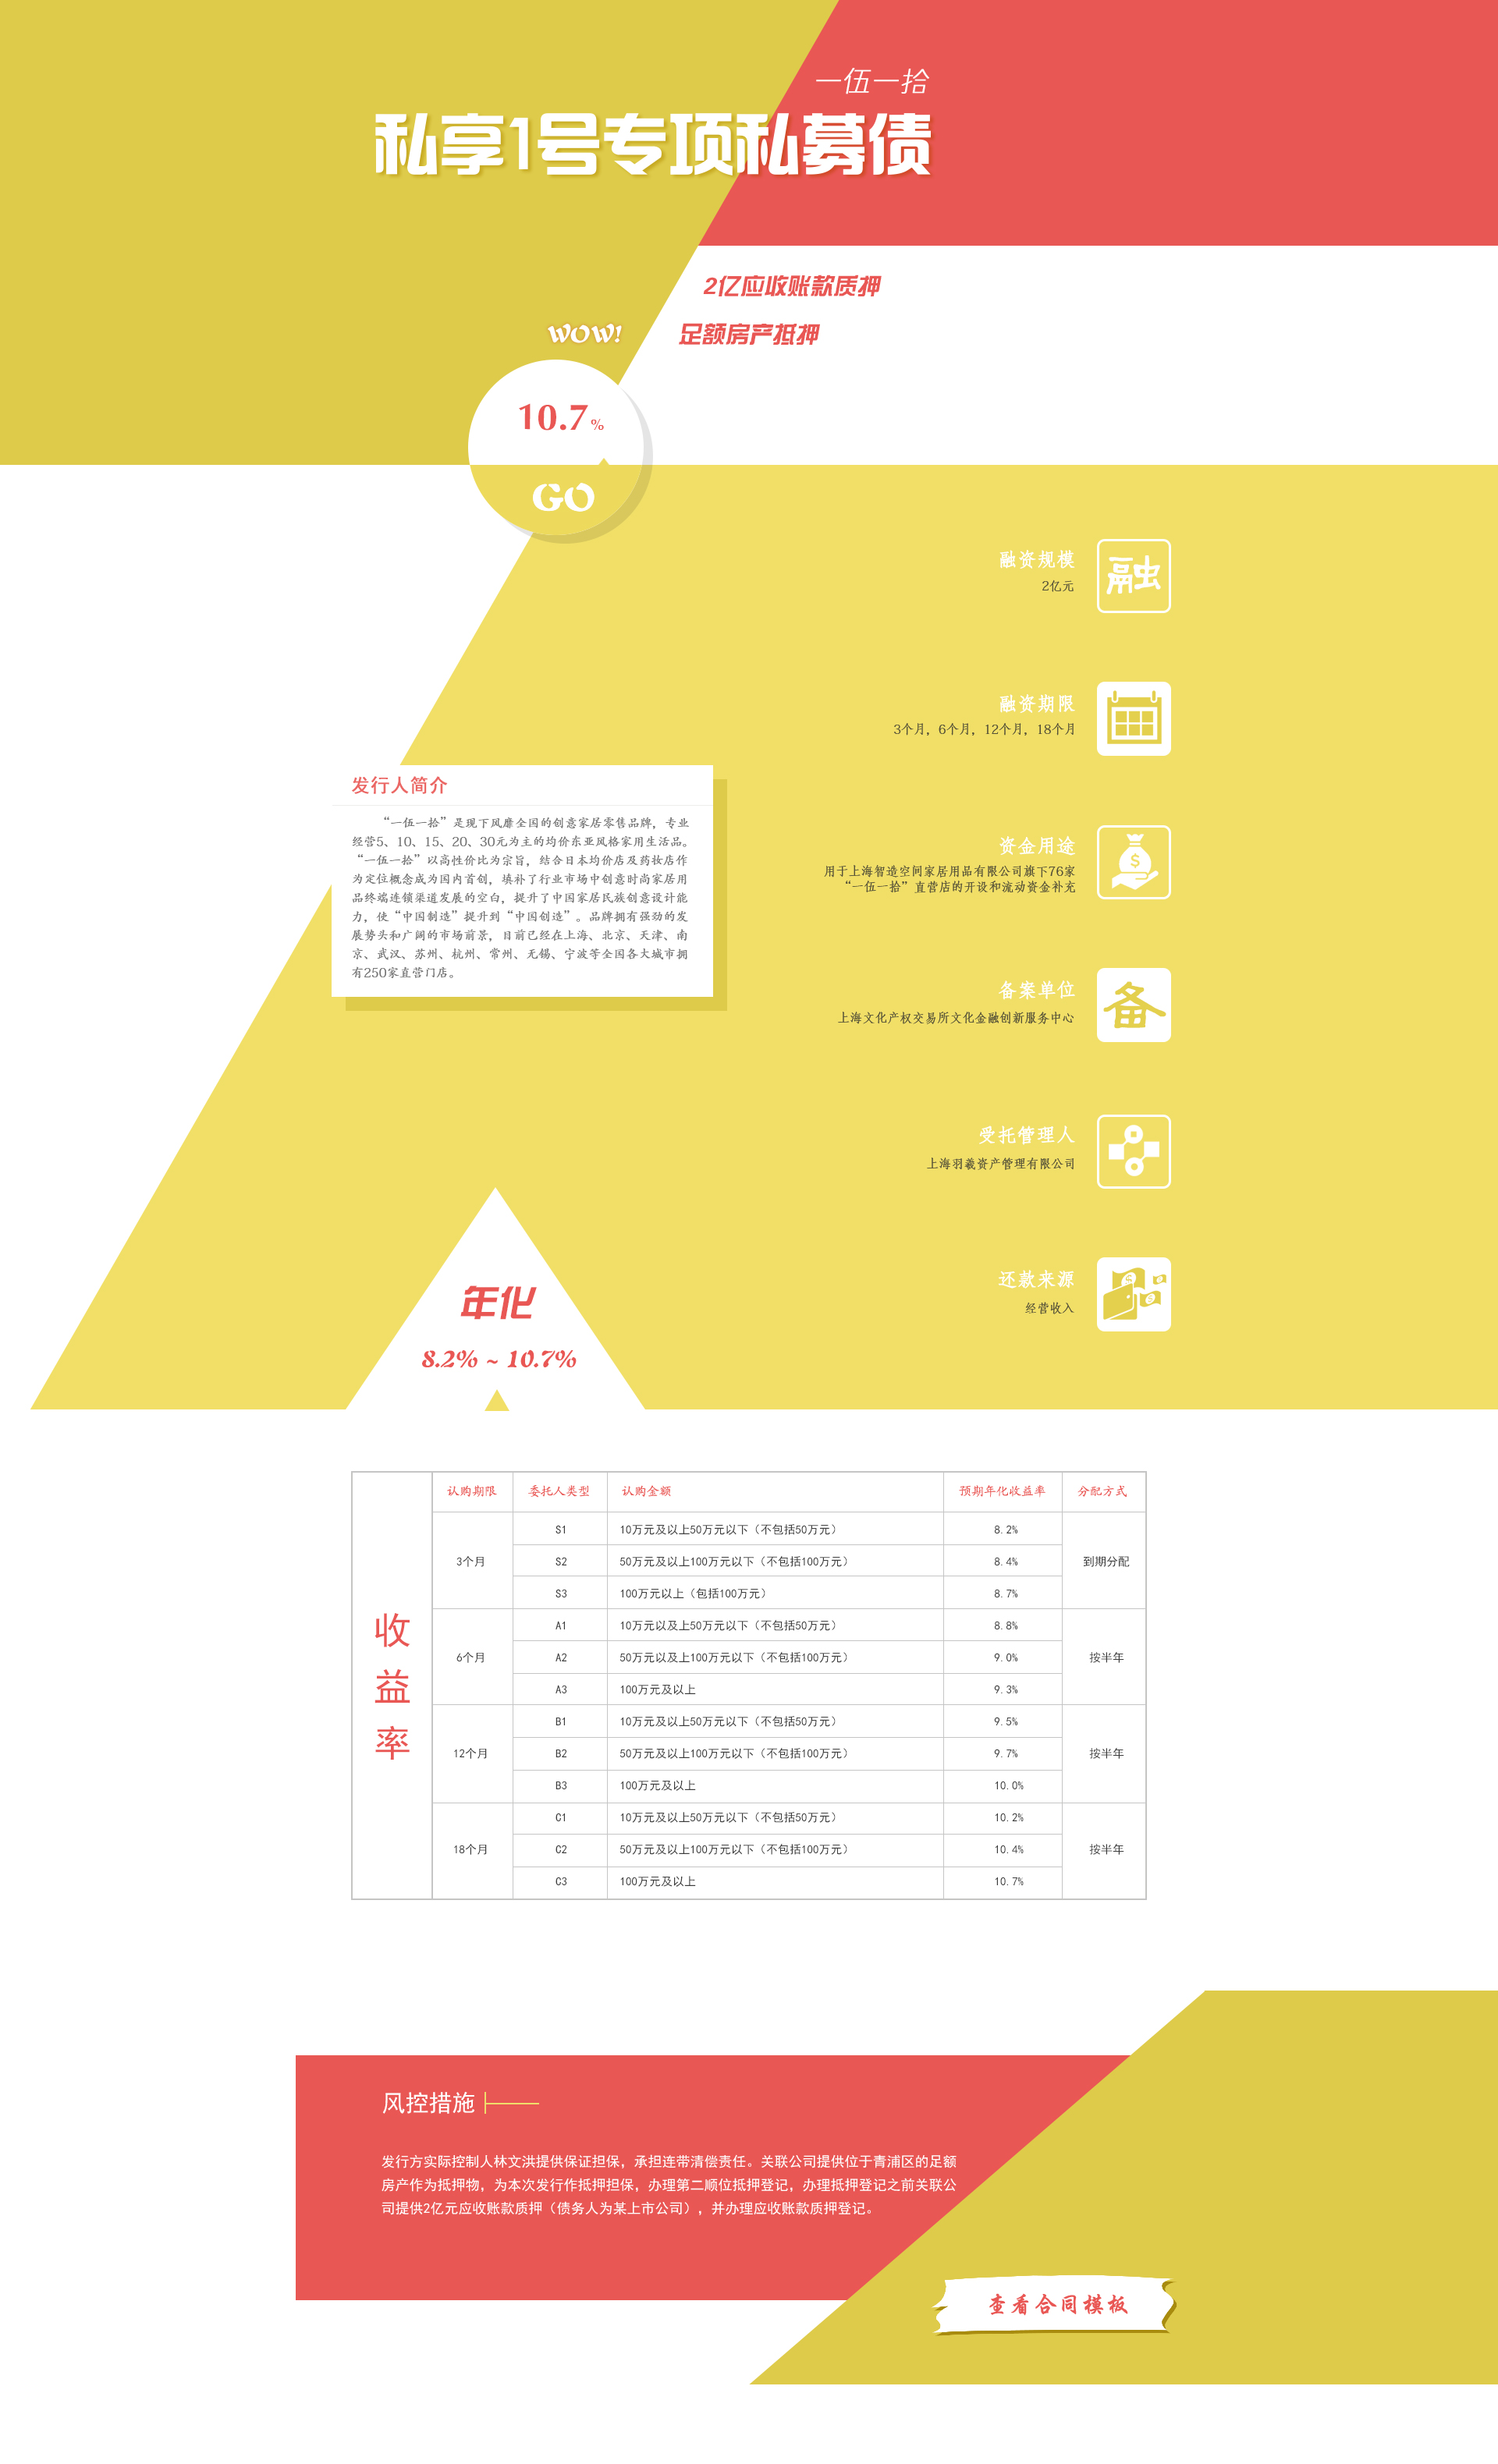 一伍一拾
私享1号专项私募债
2亿应收账款质押
WOW!
足额房产抵押
10.7%
GO
融资规模
融
2亿元
融资期限
3个月，6个月，12个月，18个月
发行人简介
“一伍一拾”是现下风靡全国的创意家居零售品牌，专业
经营5、10、15、20、30元为主的均价东亚风格家用生活品。
“一伍一拾”以高性价比为宗旨，结合日本均价店及药妆店作
为定位概念成为国内首创，填补了行业市场中创意时尚家居用
品终端连锁渠道发展的空白，提升了中国家居民族创意设计能
力，使“中国制造”提升到“中国创造”。品牌拥有强劲的发
展势头和广阔的市场前景，目前已经在上海、北京、天津、南
京、武汉、苏州、杭州、常州、无锡、宁波等全国各大城市拥
有250家直营门店。
资金用途
$
用于上海智造空间家居用品有限公司旗下76家
“一伍一拾”直营店的开设和流动资金补充
备案单位
备
上海文化产权交易所文化金融创新服务中心
受托管理人
上海羽羲资产管理有限公司
还款来源
经营收入
年化
8.2% ~ 10.7%
收益率
认购期限 委托人类型 认购金额 预期年化收益率 分配方式
S1 10万元及以上50万元以下（不包括50万元） 8.2%
3个月 S2 50万元及以上100万元以下（不包括100万元） 8.4% 到期分配
S3 100万元以上（包括100万元） 8.7%
A1 10万元以及上50万元以下（不包括50万元） 8.8%
6个月 A2 50万元以及上100万元以下（不包括100万元） 9.0% 按半年
A3 100万元及以上 9.3%
B1 10万元及以上50万元以下（不包括50万元） 9.5%
12个月 B2 50万元及以上100万元以下（不包括100万元） 9.7% 按半年
B3 100万元及以上 10.0%
C1 10万元及以上50万元以下（不包括50万元） 10.2%
18个月 C2 50万元及以上100万元以下（不包括100万元） 10.4% 按半年
C3 100万元及以上 10.7%
风控措施
发行方实际控制人林文洪提供保证担保，承担连带清偿责任。关联公司提供位于青浦区的足额
房产作为抵押物，为本次发行作抵押担保，办理第二顺位抵押登记，办理抵押登记之前关联公
司提供2亿元应收账款质押（债务人为某上市公司），并办理应收账款质押登记。
查看合同模板